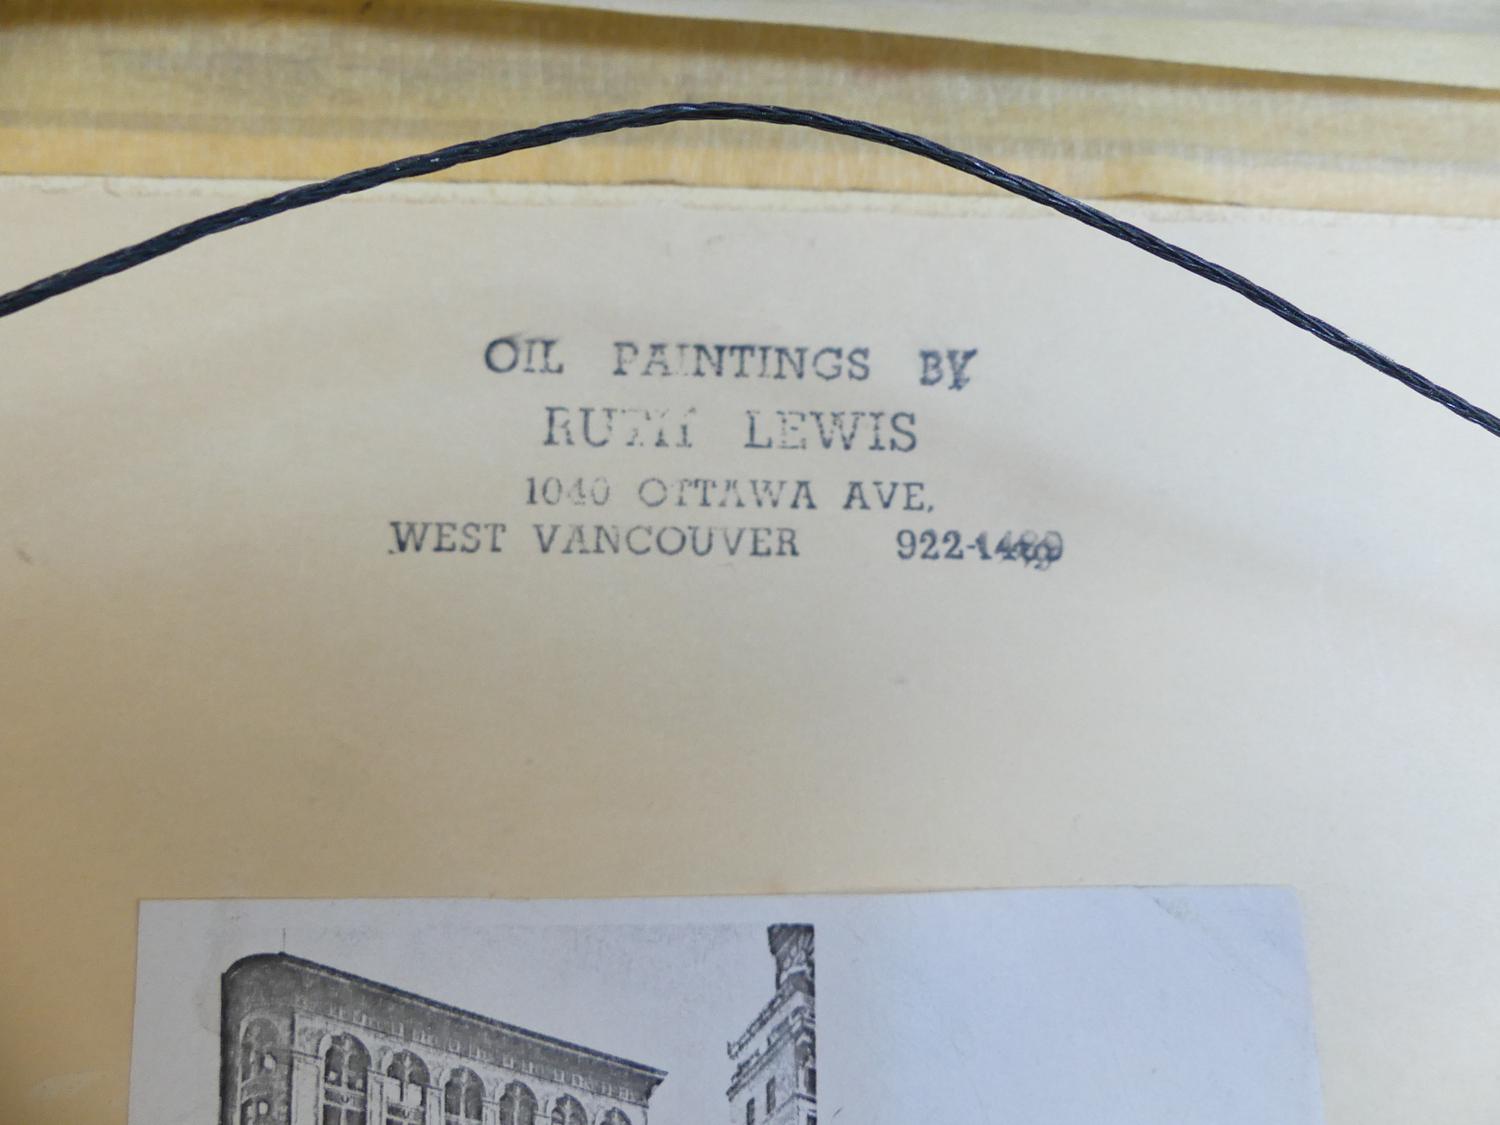 OIL PAINTINGS BY
RUTH LEWIS
1040 OTTAWA AVE.
WEST VANCOUVER